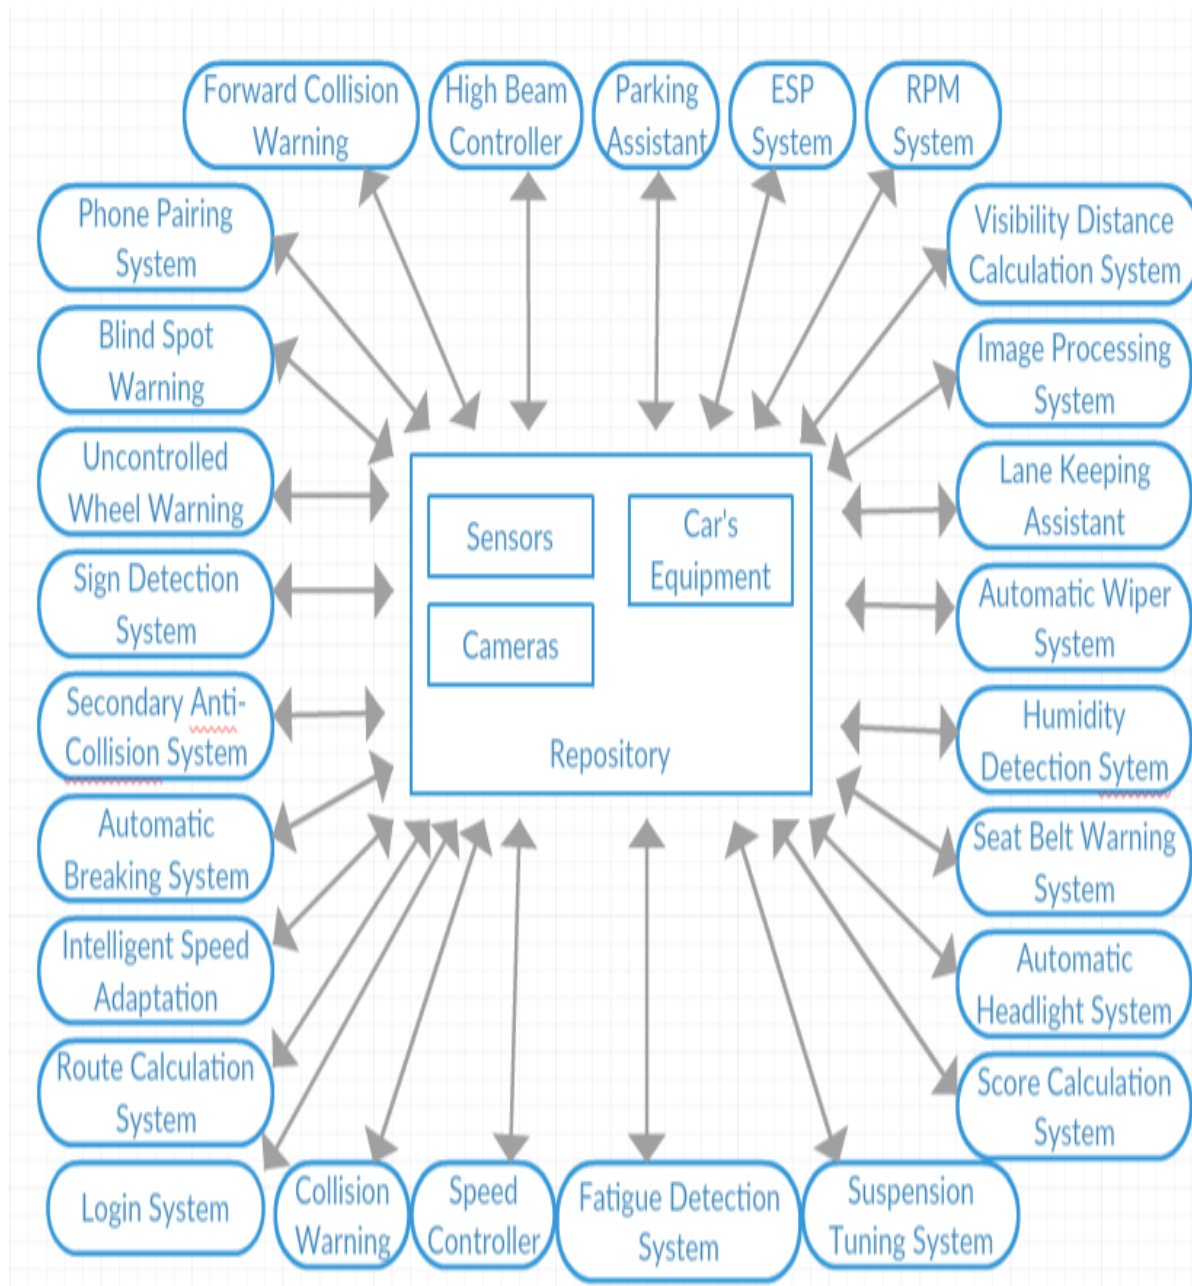 Forward Collision
Warning
High Beam
Controller
Parking
Assistant
ESP
System
RPM
System
Phone Pairing
System
Visibility Distance
Calculation System
Blind Spot
Warning
Image Processing
System
Uncontrolled
Wheel Warning
Lane Keeping
Assistant
Sensors
Car's
Equipment
Sign Detection
System
Automatic Wiper
System
Cameras
Secondary Anti-
Collision System
Humidity
Detection Sytem
Repository
Automatic
Breaking System
Seat Belt Warning
System
Intelligent Speed
Adaptation
Automatic
Headlight System
Route Calculation
System
Score Calculation
System
Login System
Collision
Warning
Speed
Controller
Fatigue Detection
System
Suspension
Tuning System